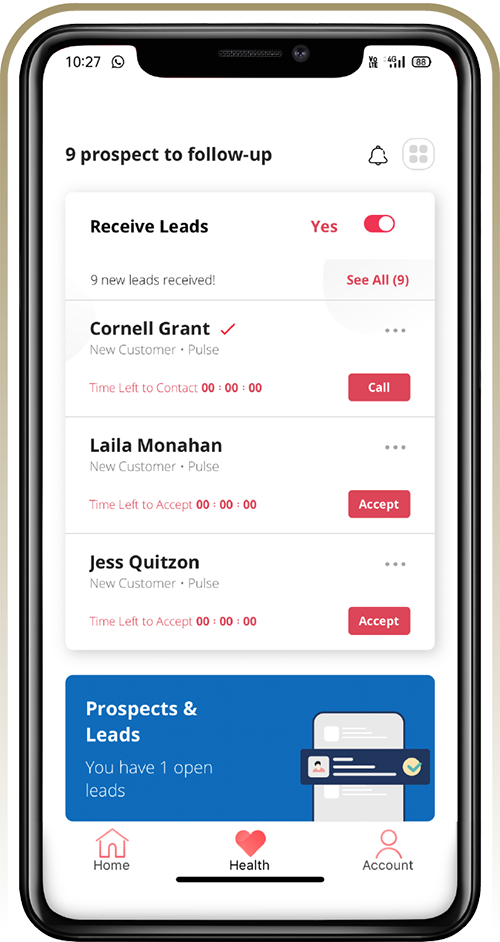 10:27 Vo LTE 4G 88
9 prospect to follow-up
Receive Leads Yes
9 new leads received! See All (9)
Cornell Grant
New Customer • Pulse
Time Left to Contact 00 : 00 : 00 Call
Laila Monahan
New Customer • Pulse
Time Left to Accept 00 : 00 : 00 Accept
Jess Quitzon
New Customer • Pulse
Time Left to Accept 00 : 00 : 00 Accept
Prospects &
Leads
You have 1 open
leads
Home Health Account